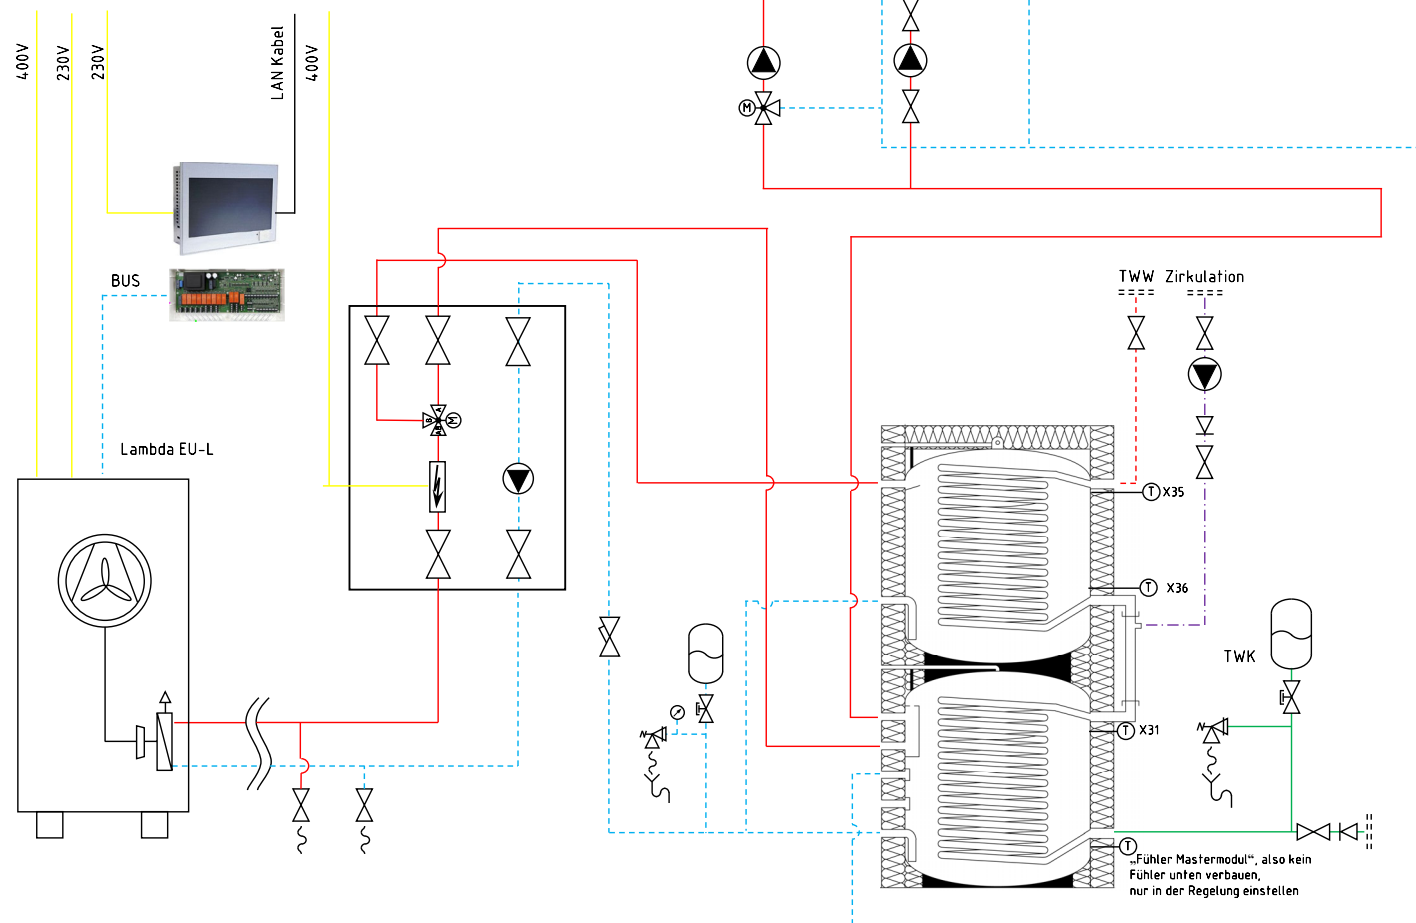 400V
230V
230V
LAN Kabel
400V
M
BUS
TWW Zirkulation
Lambda EU-L
A
B
M
AB
T X35
T X36
TWK
T X31
T
„Fühler Mastermodul“, also kein
Fühler unten verbauen,
nur in der Regelung einstellen